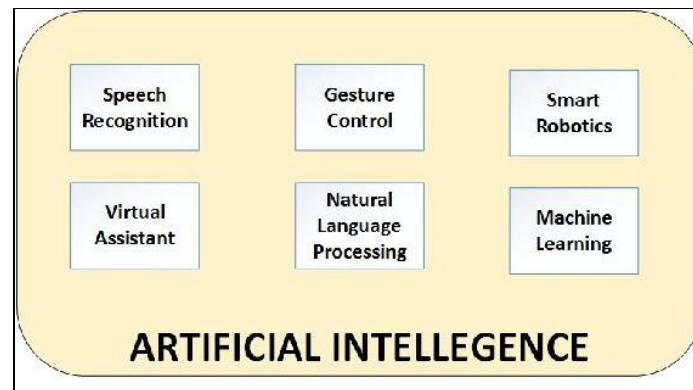 Speech
Recognition
Gesture
Control
Smart
Robotics
Virtual
Assistant
Natural
Language
Processing
Machine
Learning
ARTIFICIAL INTELLEGENCE